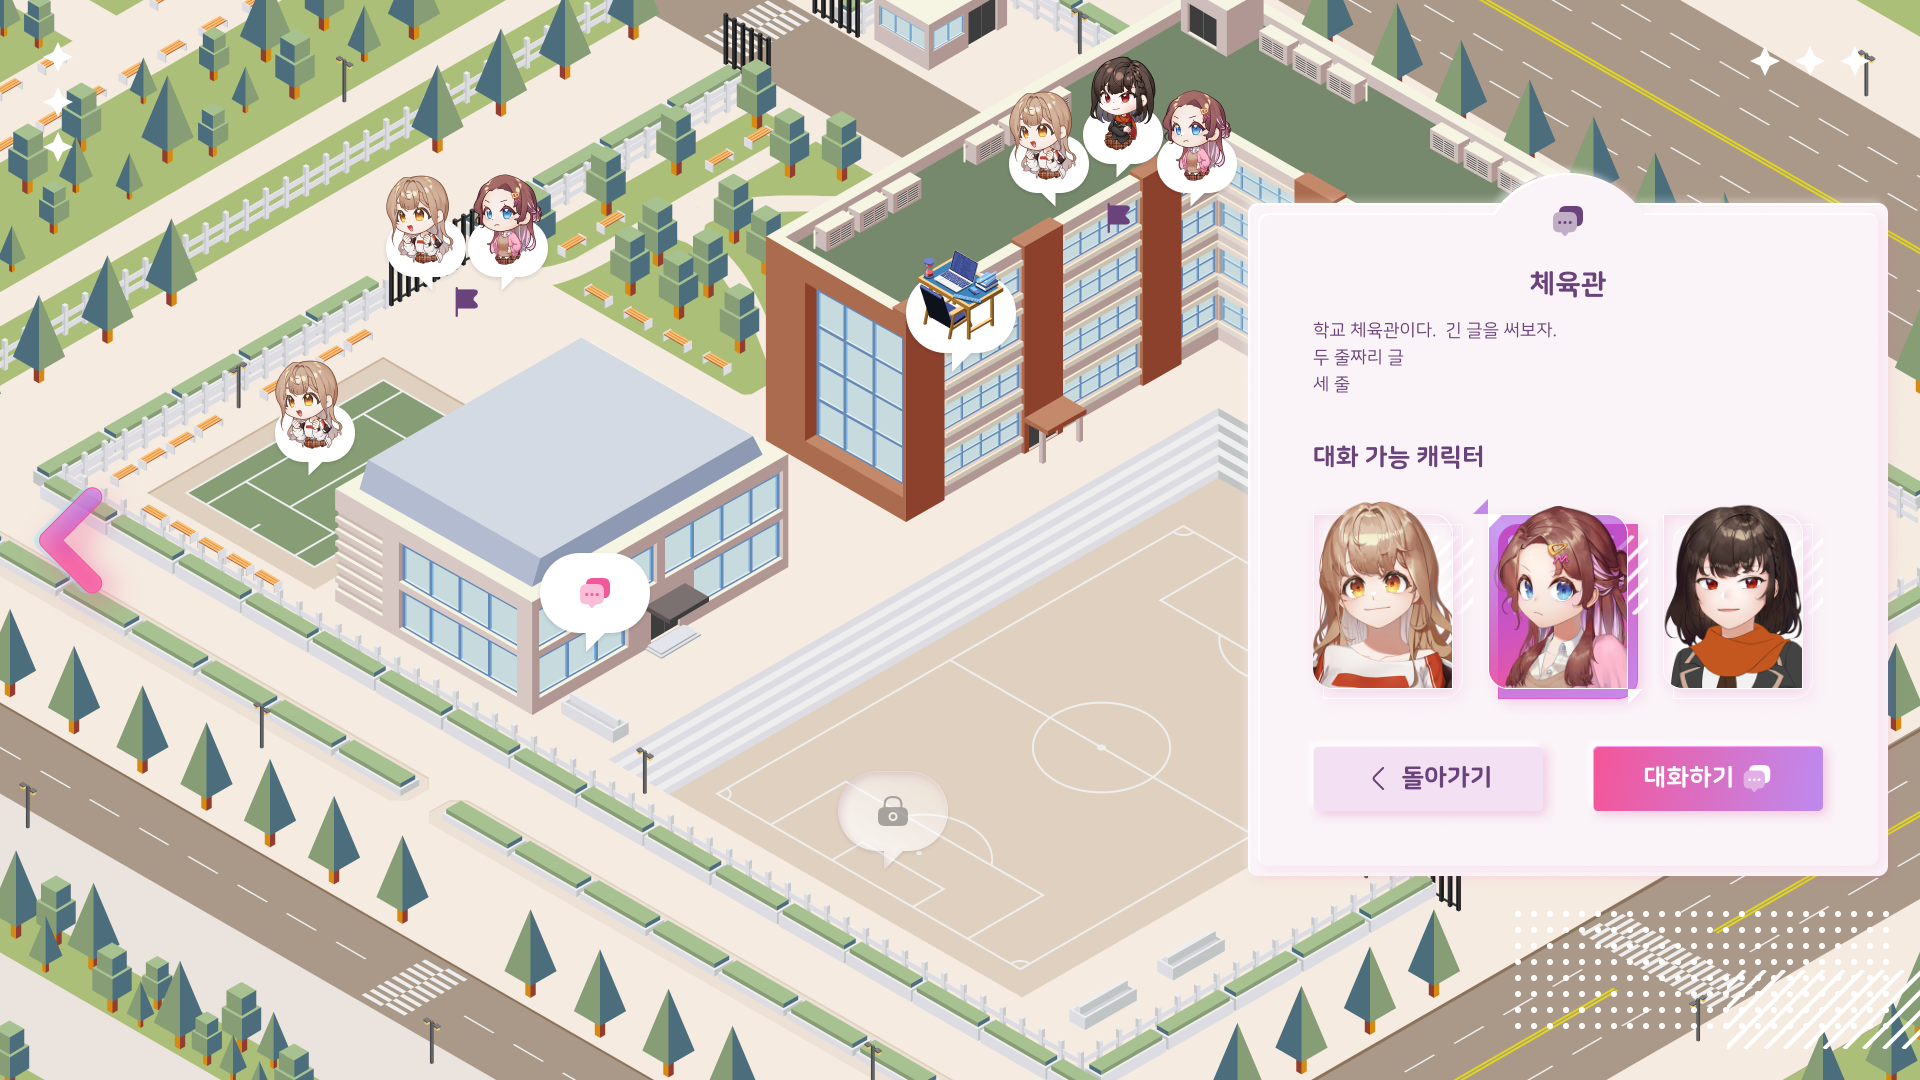 체육관
학교 체육관이다. 긴 글을 써보자.
두 줄짜리 글
세 줄
대화 가능 캐릭터
돌아가기
대화하기